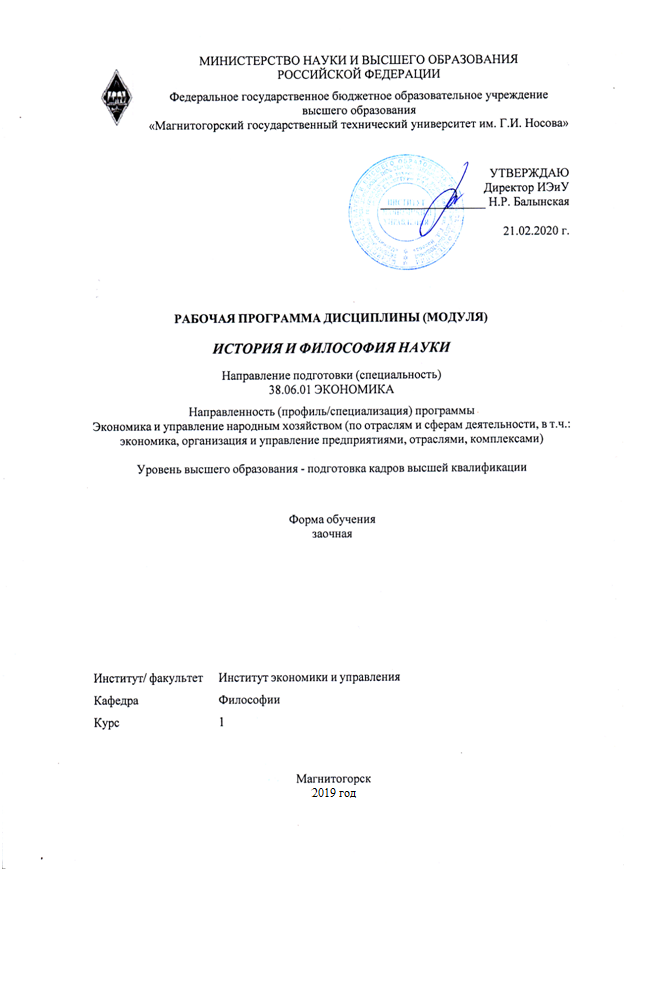 МИНИСТЕРСТВО НАУКИ И ВЫСШЕГО ОБРАЗОВАНИЯ
РОССИЙСКОЙ ФЕДЕРАЦИИ
Федеральное государственное бюджетное образовательное учреждение
высшего образования
«Магнитогорский государственный технический университет им. Г.И. Носова»
УТВЕРЖДАЮ
Директор ИЭиУ
Н.Р. Балынская
21.02.2020 г.
РАБОЧАЯ ПРОГРАММА ДИСЦИПЛИНЫ (МОДУЛЯ)
ИСТОРИЯ И ФИЛОСОФИЯ НАУКИ
Направление подготовки (специальность)
38.06.01 ЭКОНОМИКА
Направленность (профиль/специализация) программы
Экономика и управление народным хозяйством (по отраслям и сферам деятельности, в т.ч.:
экономика, организация и управление предприятиями, отраслями, комплексами)
Уровень высшего образования - подготовка кадров высшей квалификации
Форма обучения
заочная
Институт/ факультет Институт экономики и управления
Кафедра Философии
Курс 1
Магнитогорск
2019 год